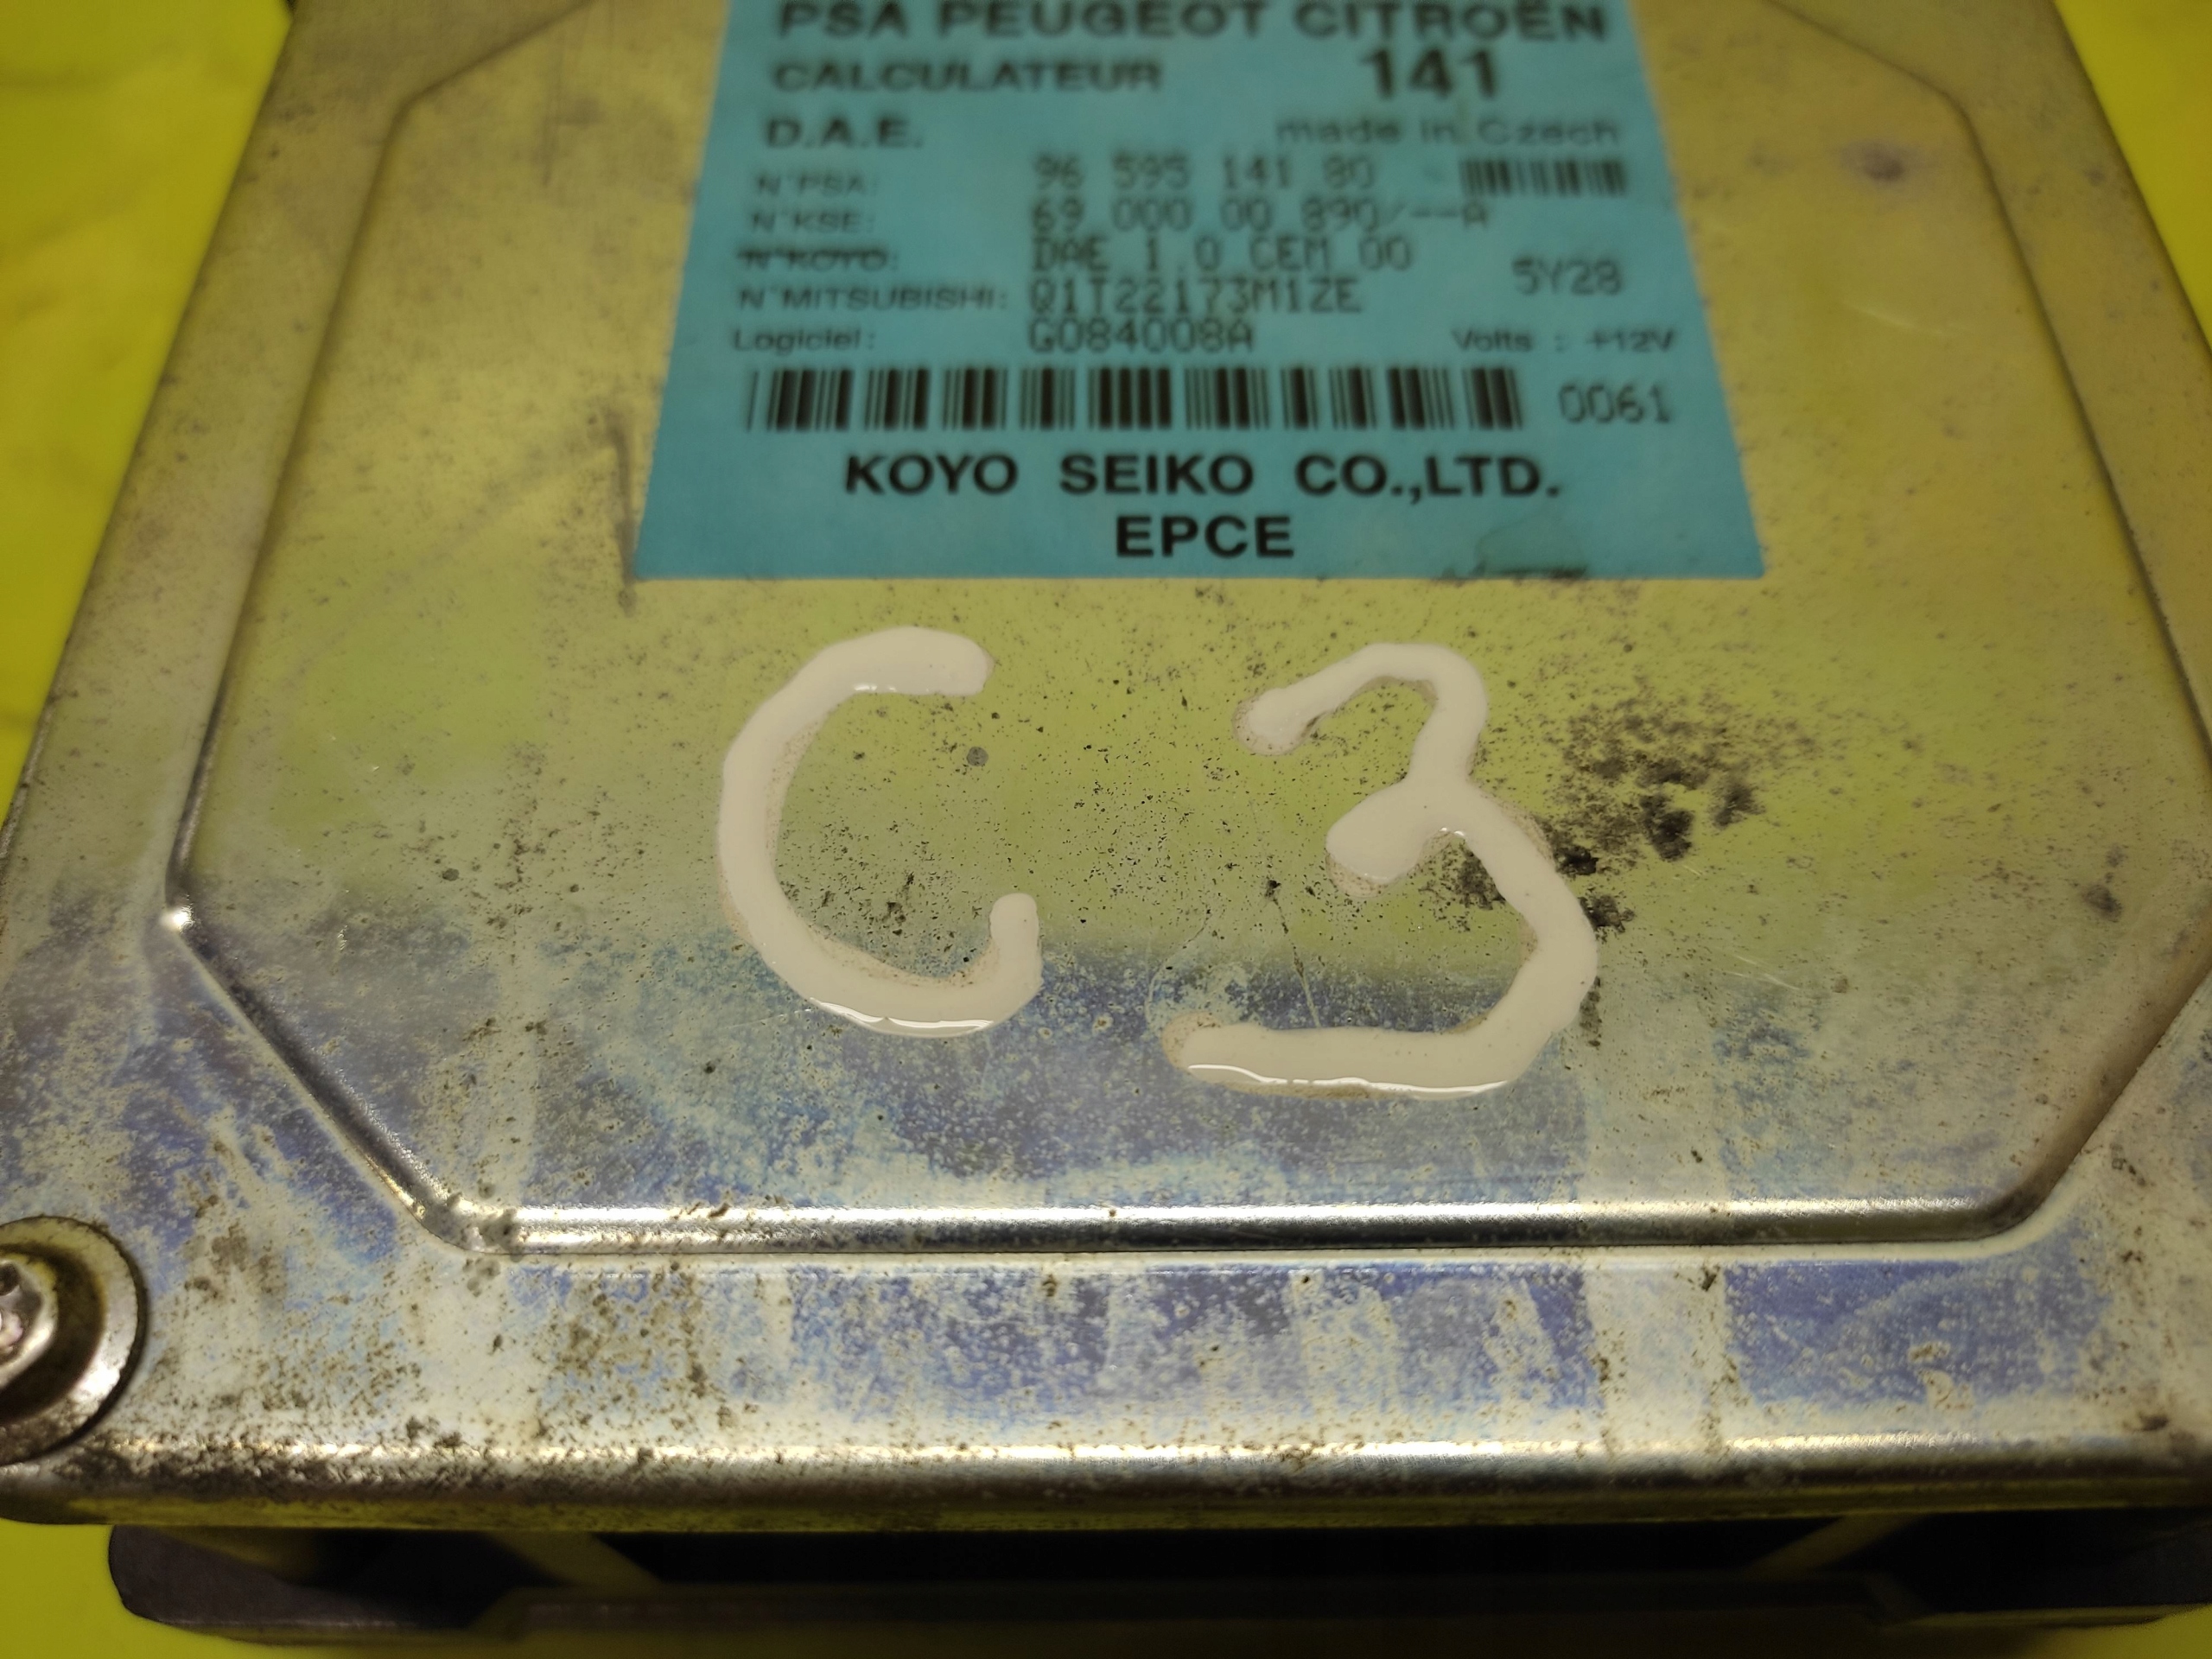 PSA PEUGEOT CITROËN
CALCULATEUR 141
D.A.E. made in Czech
N°PSA: 96 595 141 80
N°KSE: 69 000 00 890/--A
N°KOYO: DAE 1.0 CEM 00 5Y28
N°MITSUBISHI: Q1T22173M1ZE
Logiciel: G084008A Volts : +12V
0061
KOYO SEIKO CO.,LTD.
EPCE
C3